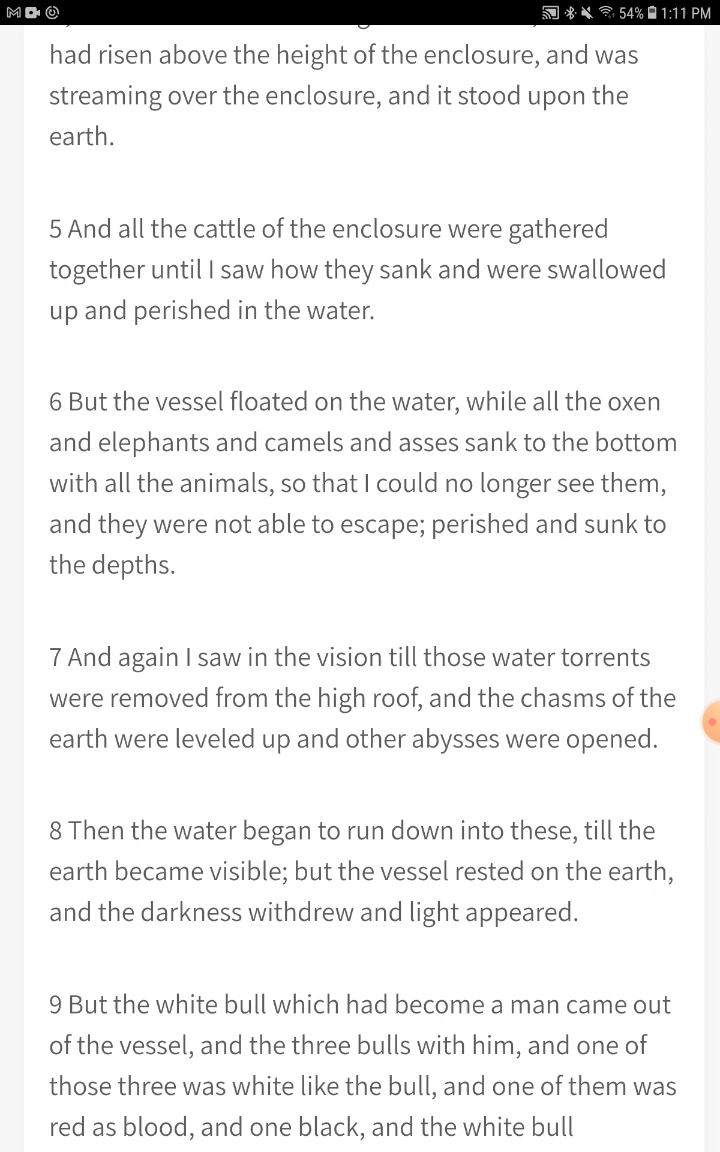 54% 1:11 PM
had risen above the height of the enclosure, and was
streaming over the enclosure, and it stood upon the
earth.
5 And all the cattle of the enclosure were gathered
together until I saw how they sank and were swallowed
up and perished in the water.
6 But the vessel floated on the water, while all the oxen
and elephants and camels and asses sank to the bottom
with all the animals, so that I could no longer see them,
and they were not able to escape; perished and sunk to
the depths.
7 And again I saw in the vision till those water torrents
were removed from the high roof, and the chasms of the
earth were leveled up and other abysses were opened.
8 Then the water began to run down into these, till the
earth became visible; but the vessel rested on the earth,
and the darkness withdrew and light appeared.
9 But the white bull which had become a man came out
of the vessel, and the three bulls with him, and one of
those three was white like the bull, and one of them was
red as blood, and one black, and the white bull